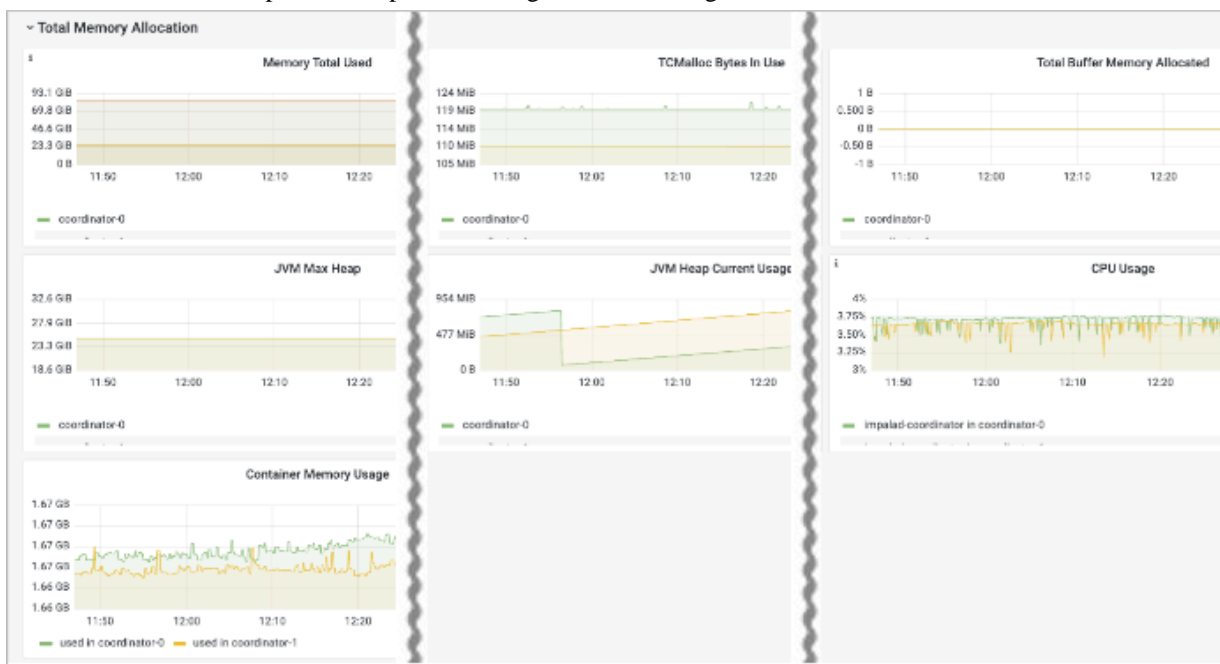 Total Memory Allocation
i
Memory Total Used
93.1 GiB
69.8 GiB
46.6 GiB
23.3 GiB
0 B
11:50 12:00 12:10 12:20
coordinator-0
TCMalloc Bytes In Use
124 MiB
119 MiB
114 MiB
110 MiB
105 MiB
11:50 12:00 12:10 12:20
coordinator-0
Total Buffer Memory Allocated
1 B
0.500 B
0 B
-0.50 B
-1 B
11:50 12:00 12:10 12:20
coordinator-0
JVM Max Heap
32.6 GiB
27.9 GiB
23.3 GiB
18.6 GiB
11:50 12:00 12:10 12:20
coordinator-0
JVM Heap Current Usage
954 MiB
477 MiB
0 B
11:50 12:00 12:10 12:20
coordinator-0
i
CPU Usage
4%
3.75%
3.50%
3.25%
3%
11:50 12:00 12:10 12:20
impalad-coordinator in coordinator-0
Container Memory Usage
1.67 GB
1.67 GB
1.67 GB
1.67 GB
1.66 GB
1.66 GB
11:50 12:00 12:10 12:20
used in coordinator-0 used in coordinator-1